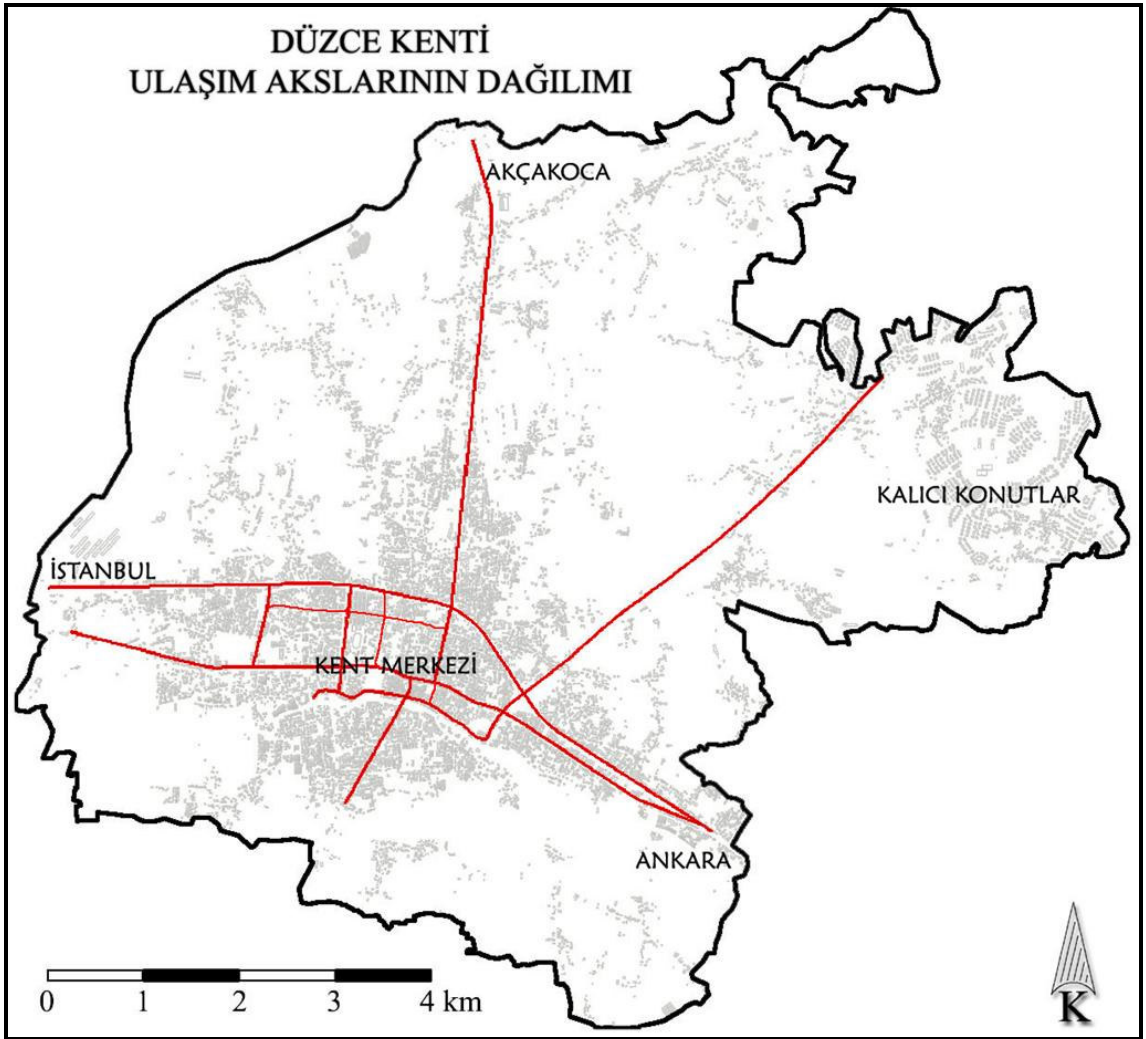 DÜZCE KENTİ
ULAŞIM AKSLARININ DAĞILIMI
AKÇAKOCA
KALICI KONUTLAR
İSTANBUL
KENT MERKEZİ
ANKARA
0 1 2 3 4 km
K